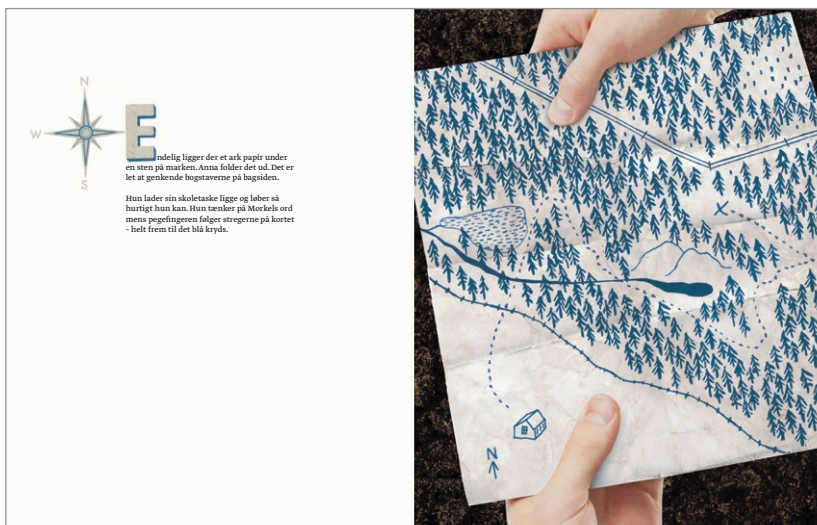 N
W
S
Endelig ligger der et ark papir under
en sten på marken. Anna folder det ud. Det er
let at genkende bogstaverne på bagsiden.
Hun lader sin skoletaske ligge og løber så
hurtigt hun kan. Hun tænker på Morkels ord
mens pegefingeren følger stregerne på kortet
- helt frem til det blå kryds.
N